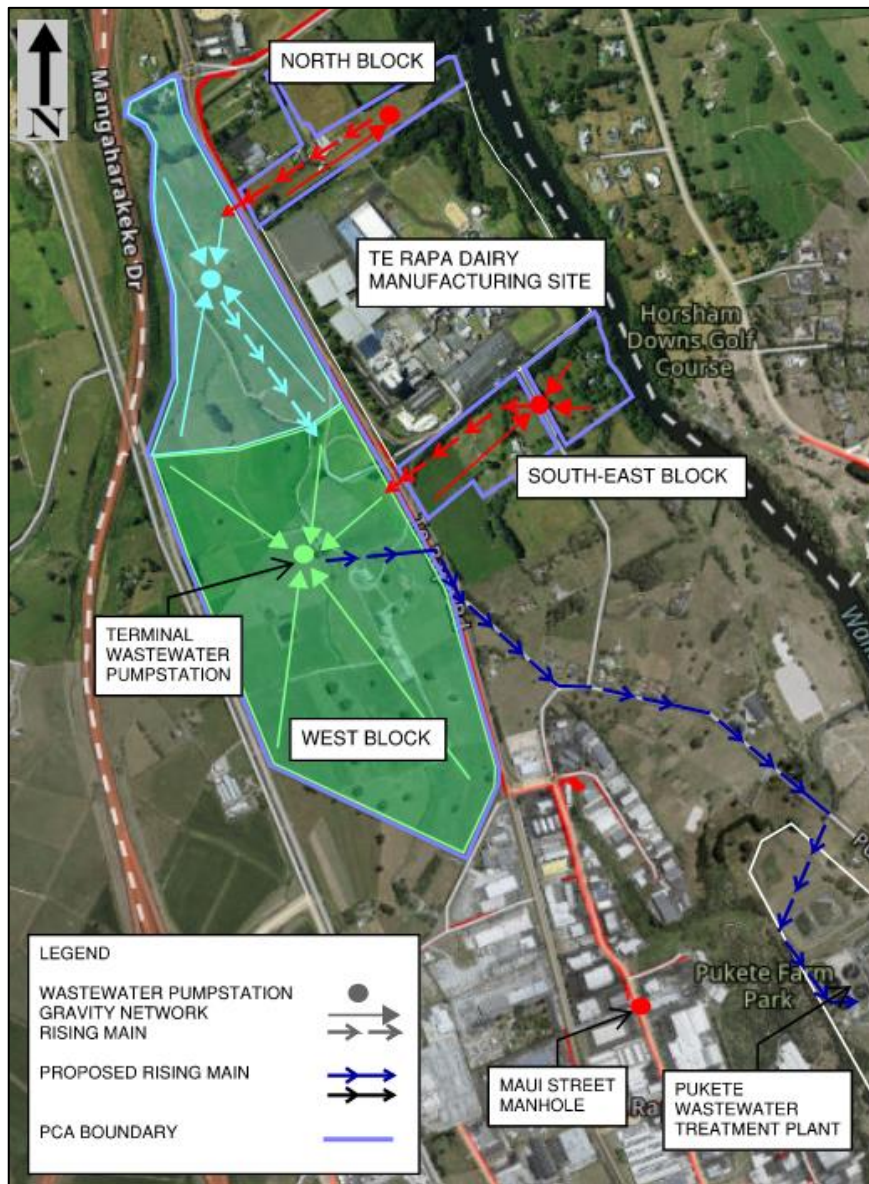 N
Mangaharakeke Dr
NORTH BLOCK
TE RAPA DAIRY
MANUFACTURING SITE
Horsham
Downs Golf
Course
SOUTH-EAST BLOCK
TERMINAL
WASTEWATER
PUMPSTATION
WEST BLOCK
LEGEND
WASTEWATER PUMPSTATION
GRAVITY NETWORK
RISING MAIN
PROPOSED RISING MAIN
PCA BOUNDARY
Pukete Farm
Park
MAUI STREET
MANHOLE
PUKETE
WASTEWATER
TREATMENT PLANT